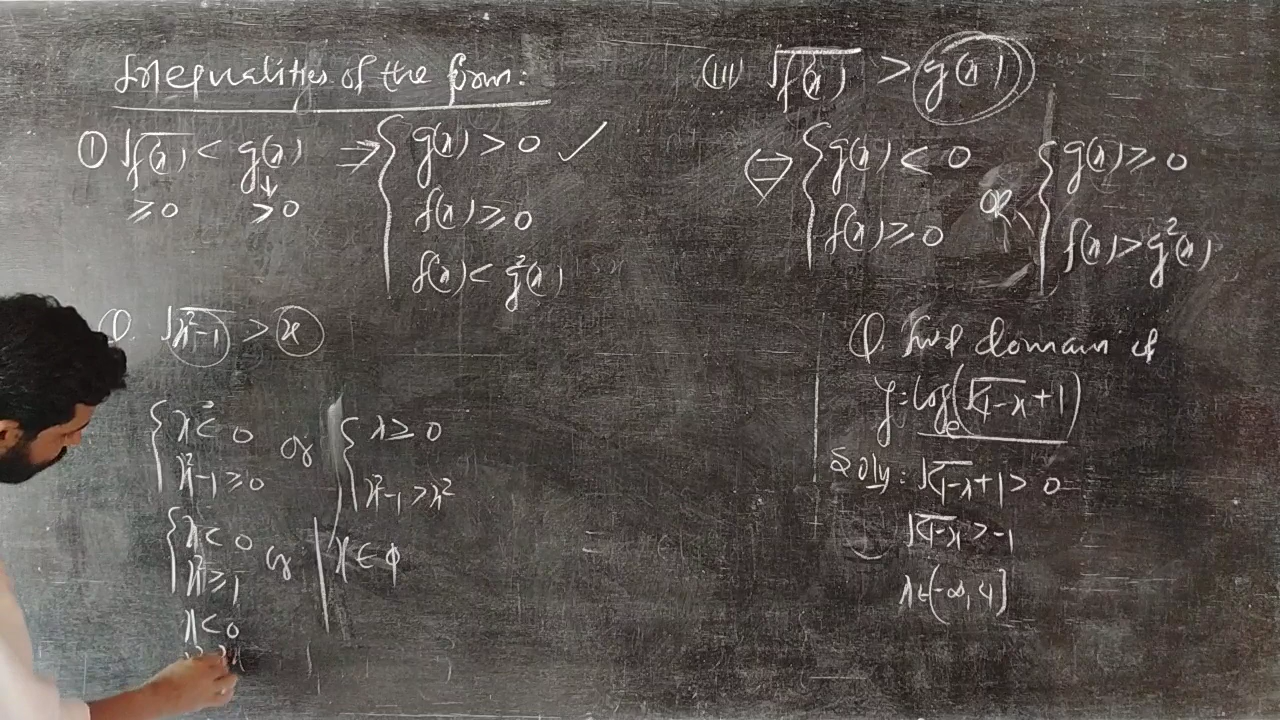 Inequalities of the form:
① √f(x) < g(x) ⇒ { g(x) > 0 ✓
≥0 >0 f(x) ≥ 0
f(x) < g²(x)
Q. √x²-1 > x
{ x < 0 or { x ≥ 0
x²-1 ≥ 0 x²-1 > x²
{ x < 0 or | x ∈ φ
x² ≥ 1
x < 0
(III) √f(x) > g(x)
⇔ { g(x) < 0 OR { g(x) ≥ 0
f(x) ≥ 0 f(x) > g²(x)
Q. Find domain of
y = log_e(√4-x + 1)
Soln: √4-x + 1 > 0
√4-x > -1
x ∈ (-∞, 4]